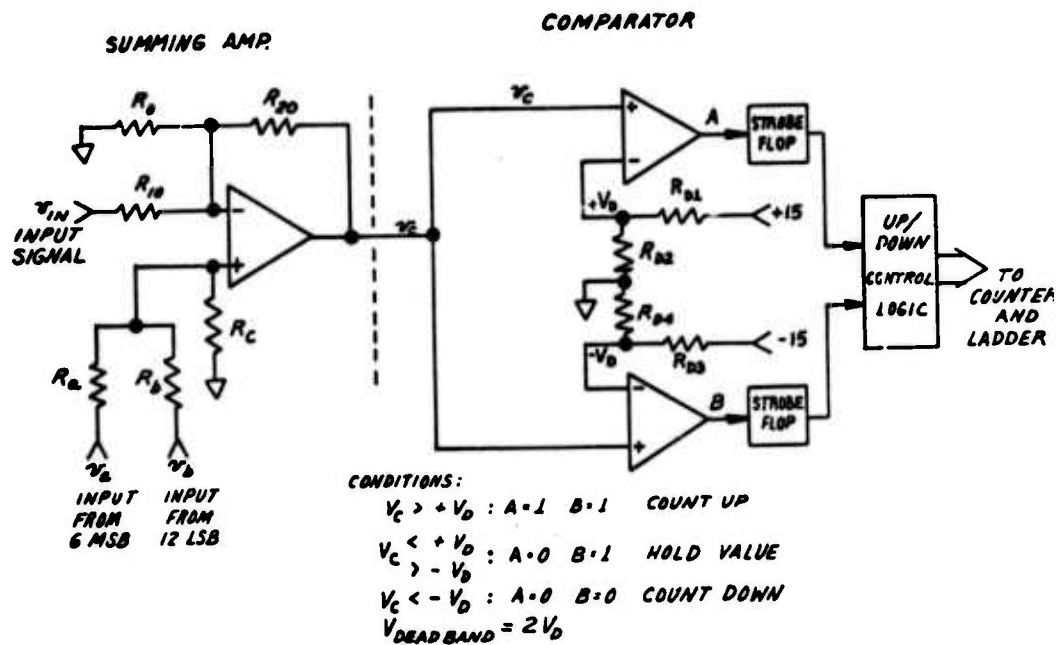 SUMMING AMP.
COMPARATOR
R0
R20
R10
vIN
INPUT
SIGNAL
Rc
Ra
Rb
va
vb
INPUT
FROM
6 MSB
INPUT
FROM
12 LSB
vc
vc
+
-
A
STROBE
FLOP
+VD
RD1
+15
RD2
RD4
-VD
RD3
-15
-
+
B
STROBE
FLOP
UP/
DOWN
CONTROL
LOGIC
TO
COUNTER
AND
LADDER
-
+
CONDITIONS:
VC > + VD : A=1 B=1 COUNT UP
VC < + VD
> - VD : A=0 B=1 HOLD VALUE
VC < - VD : A=0 B=0 COUNT DOWN
VDEAD BAND = 2VD